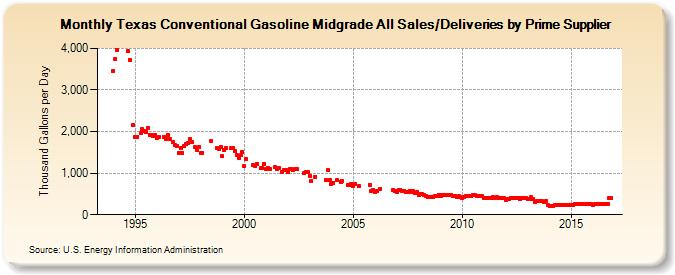 Monthly Texas Conventional Gasoline Midgrade All Sales/Deliveries by Prime Supplier
Thousand Gallons per Day
4,000
3,000
2,000
1,000
0
1995 2000 2005 2010 2015
Source: U.S. Energy Information Administration